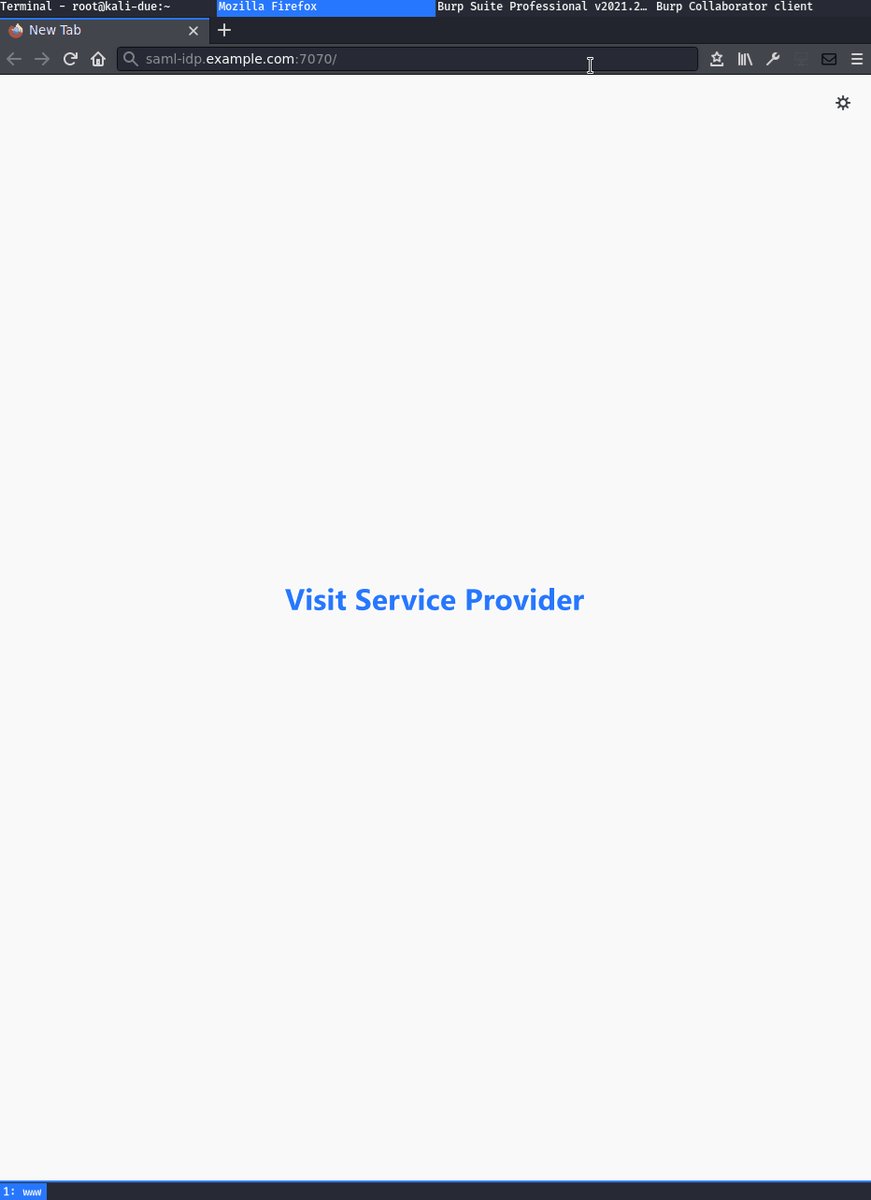 Terminal - root@kali-due:~ Mozilla Firefox Burp Suite Professional v2021.2… Burp Collaborator client
New Tab
saml-idp.example.com:7070/
Visit Service Provider
1: www